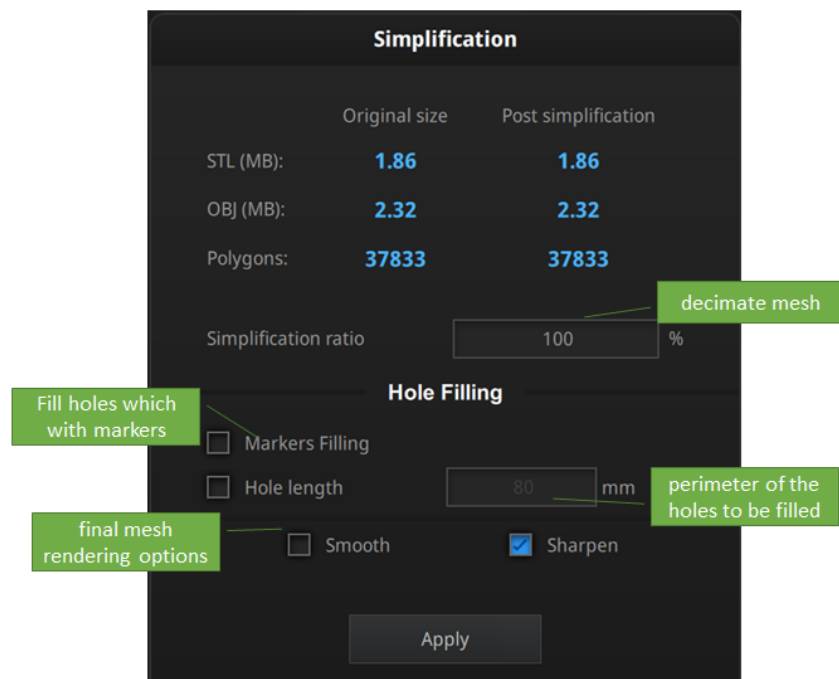 Simplification
Original size Post simplification
STL (MB): 1.86 1.86
OBJ (MB): 2.32 2.32
Polygons: 37833 37833
decimate mesh
Simplification ratio 100 %
Hole Filling
Fill holes which
with markers
Markers Filling
Hole length 80 mm
perimeter of the
holes to be filled
final mesh
rendering options
Smooth Sharpen
Apply